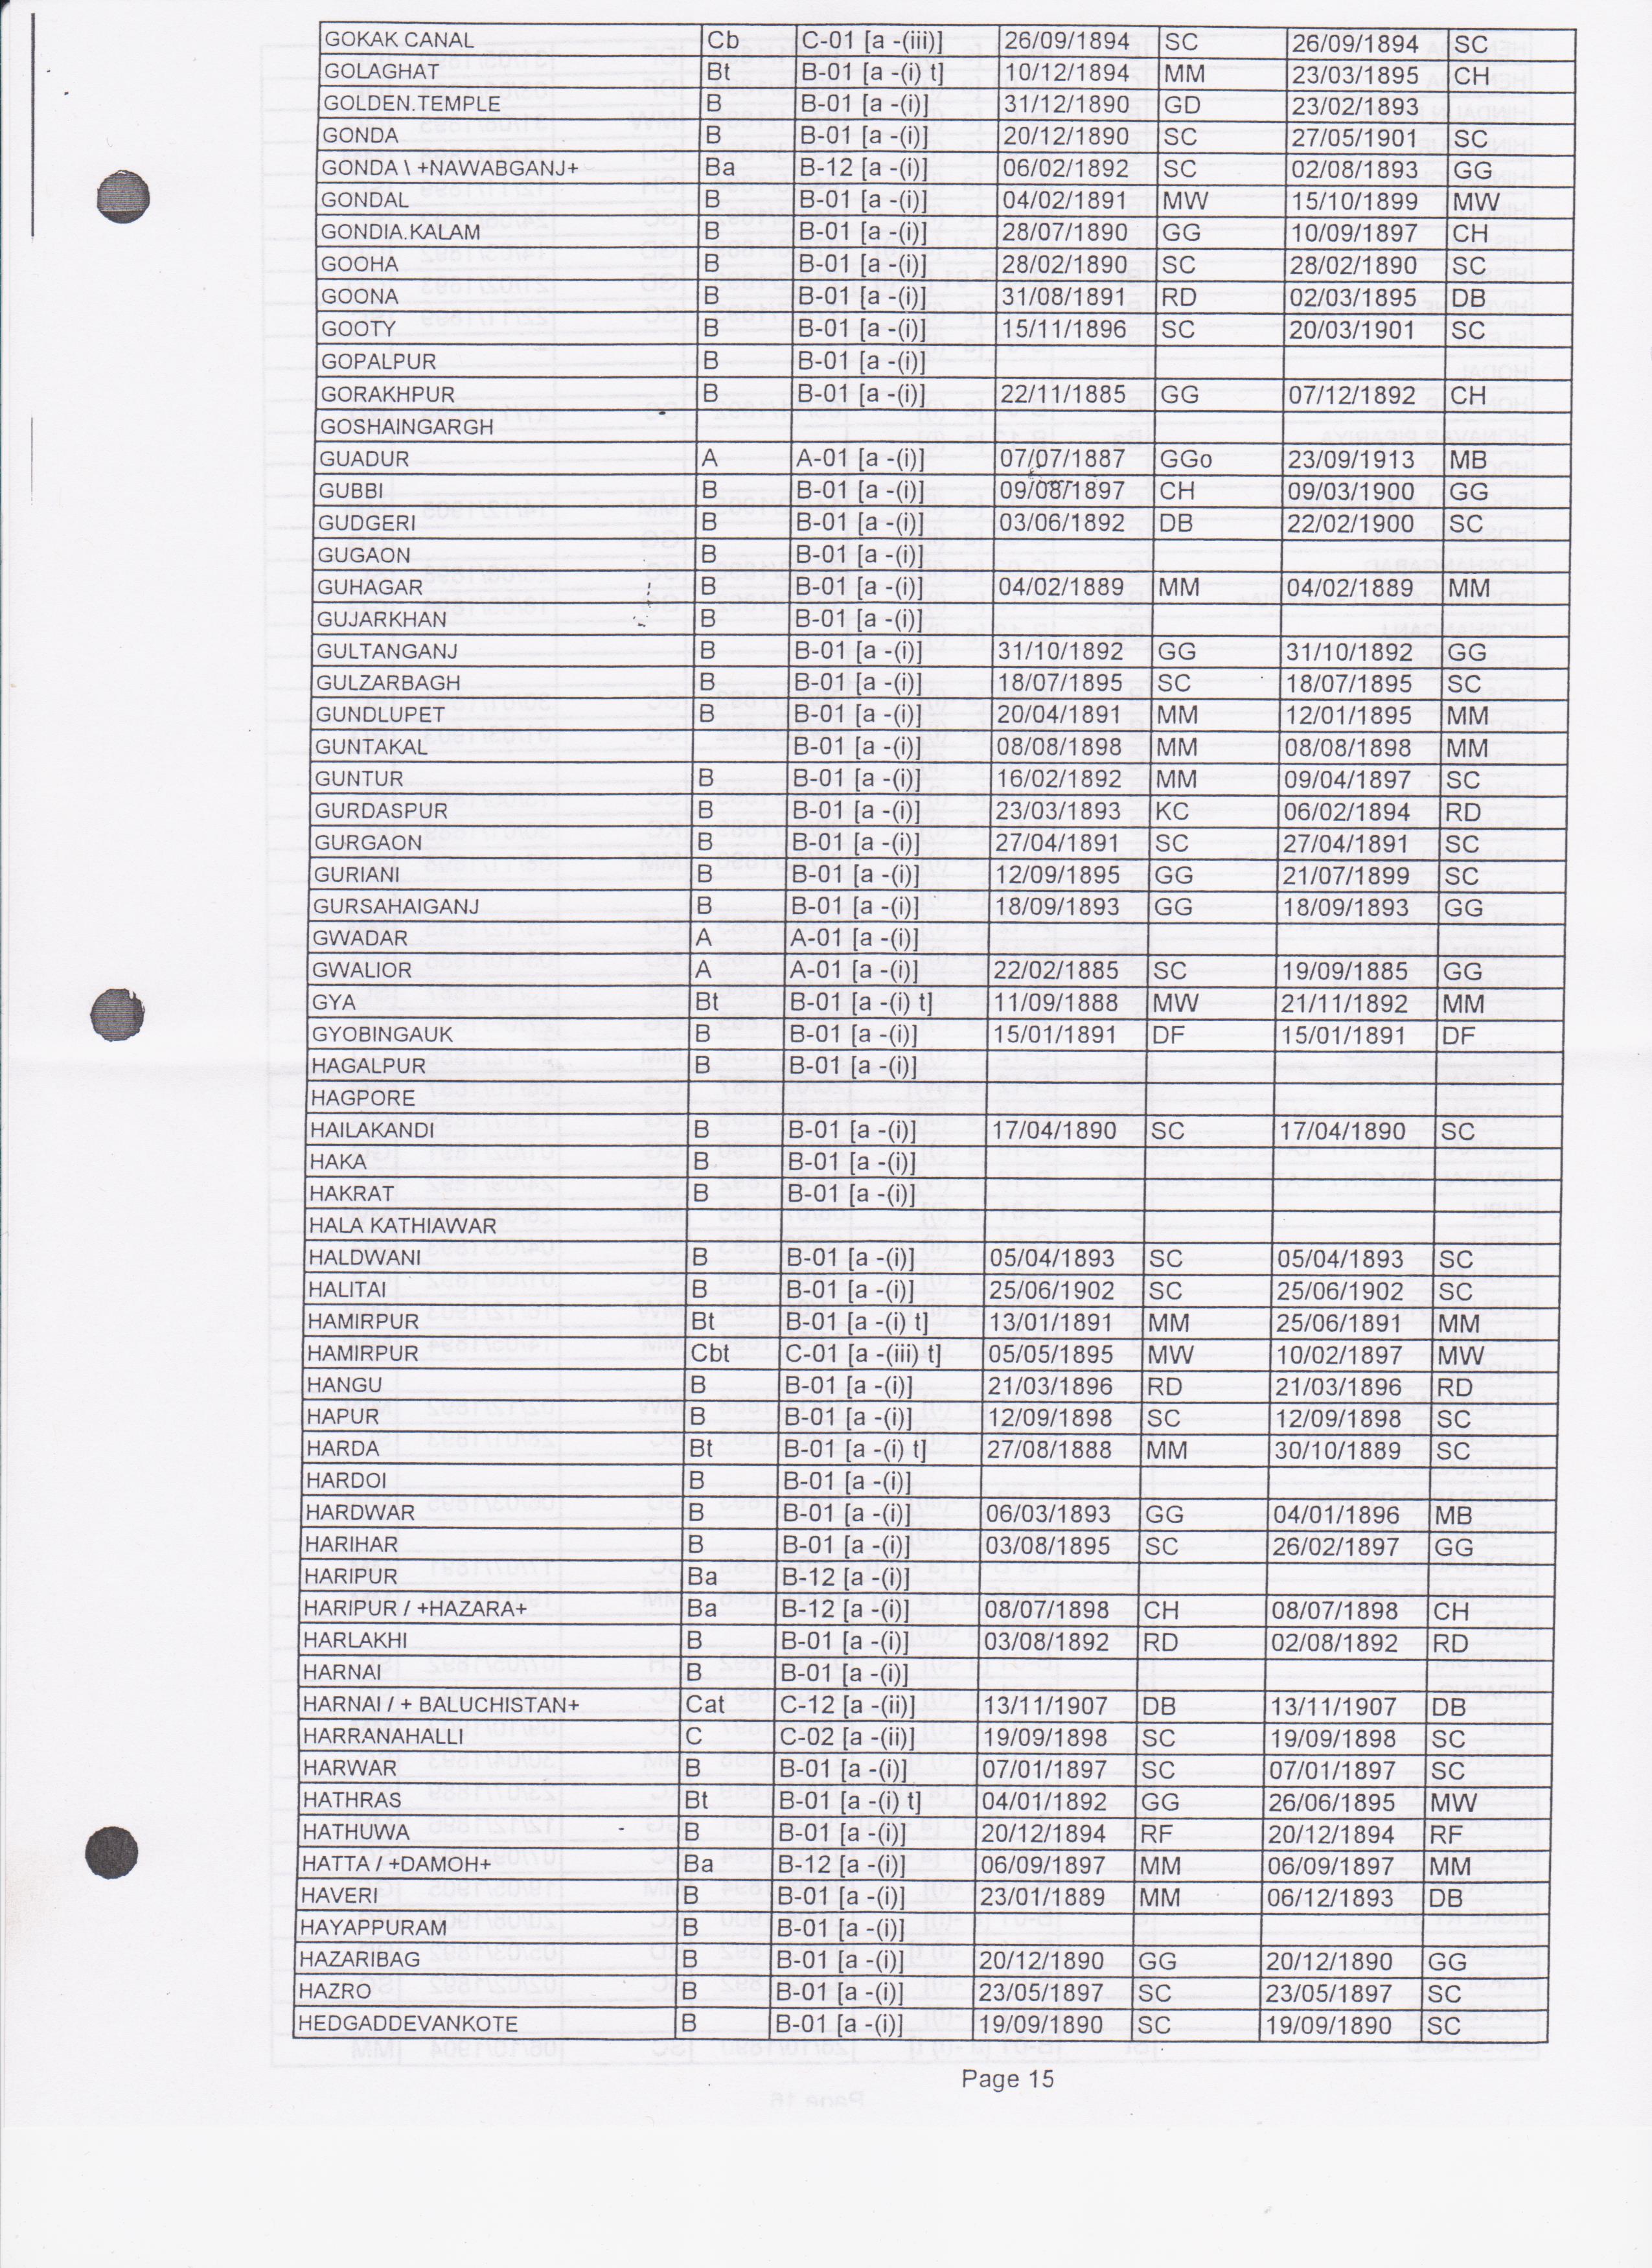 GOKAK CANAL Cb C-01 [a -(iii)] 26/09/1894 SC 26/09/1894 SC
GOLAGHAT Bt B-01 [a -(i) t] 10/12/1894 MM 23/03/1895 CH
GOLDEN.TEMPLE B B-01 [a -(i)] 31/12/1890 GD 23/02/1893
GONDA B B-01 [a -(i)] 20/12/1890 SC 27/05/1901 SC
GONDA \ +NAWABGANJ+ Ba B-12 [a -(i)] 06/02/1892 SC 02/08/1893 GG
GONDAL B B-01 [a -(i)] 04/02/1891 MW 15/10/1899 MW
GONDIA.KALAM B B-01 [a -(i)] 28/07/1890 GG 10/09/1897 CH
GOOHA B B-01 [a -(i)] 28/02/1890 SC 28/02/1890 SC
GOONA B B-01 [a -(i)] 31/08/1891 RD 02/03/1895 DB
GOOTY B B-01 [a -(i)] 15/11/1896 SC 20/03/1901 SC
GOPALPUR B B-01 [a -(i)]
GORAKHPUR B B-01 [a -(i)] 22/11/1885 GG 07/12/1892 CH
GOSHAINGARGH
GUADUR A A-01 [a -(i)] 07/07/1887 GGo 23/09/1913 MB
GUBBI B B-01 [a -(i)] 09/08/1897 CH 09/03/1900 GG
GUDGERI B B-01 [a -(i)] 03/06/1892 DB 22/02/1900 SC
GUGAON B B-01 [a -(i)]
GUHAGAR B B-01 [a -(i)] 04/02/1889 MM 04/02/1889 MM
GUJARKHAN B B-01 [a -(i)]
GULTANGANJ B B-01 [a -(i)] 31/10/1892 GG 31/10/1892 GG
GULZARBAGH B B-01 [a -(i)] 18/07/1895 SC 18/07/1895 SC
GUNDLUPET B B-01 [a -(i)] 20/04/1891 MM 12/01/1895 MM
GUNTAKAL B-01 [a -(i)] 08/08/1898 MM 08/08/1898 MM
GUNTUR B B-01 [a -(i)] 16/02/1892 MM 09/04/1897 SC
GURDASPUR B B-01 [a -(i)] 23/03/1893 KC 06/02/1894 RD
GURGAON B B-01 [a -(i)] 27/04/1891 SC 27/04/1891 SC
GURIANI B B-01 [a -(i)] 12/09/1895 GG 21/07/1899 SC
GURSAHAIGANJ B B-01 [a -(i)] 18/09/1893 GG 18/09/1893 GG
GWADAR A A-01 [a -(i)]
GWALIOR A A-01 [a -(i)] 22/02/1885 SC 19/09/1885 GG
GYA Bt B-01 [a -(i) t] 11/09/1888 MW 21/11/1892 MM
GYOBINGAUK B B-01 [a -(i)] 15/01/1891 DF 15/01/1891 DF
HAGALPUR B B-01 [a -(i)]
HAGPORE
HAILAKANDI B B-01 [a -(i)] 17/04/1890 SC 17/04/1890 SC
HAKA B B-01 [a -(i)]
HAKRAT B B-01 [a -(i)]
HALA KATHIAWAR
HALDWANI B B-01 [a -(i)] 05/04/1893 SC 05/04/1893 SC
HALITAI B B-01 [a -(i)] 25/06/1902 SC 25/06/1902 SC
HAMIRPUR Bt B-01 [a -(i) t] 13/01/1891 MM 25/06/1891 MM
HAMIRPUR Cbt C-01 [a -(iii) t] 05/05/1895 MW 10/02/1897 MW
HANGU B B-01 [a -(i)] 21/03/1896 RD 21/03/1896 RD
HAPUR B B-01 [a -(i)] 12/09/1898 SC 12/09/1898 SC
HARDA Bt B-01 [a -(i) t] 27/08/1888 MM 30/10/1889 SC
HARDOI B B-01 [a -(i)]
HARDWAR B B-01 [a -(i)] 06/03/1893 GG 04/01/1896 MB
HARIHAR B B-01 [a -(i)] 03/08/1895 SC 26/02/1897 GG
HARIPUR Ba B-12 [a -(i)]
HARIPUR / +HAZARA+ Ba B-12 [a -(i)] 08/07/1898 CH 08/07/1898 CH
HARLAKHI B B-01 [a -(i)] 03/08/1892 RD 02/08/1892 RD
HARNAI B B-01 [a -(i)]
HARNAI / + BALUCHISTAN+ Cat C-12 [a -(ii)] 13/11/1907 DB 13/11/1907 DB
HARRANAHALLI C C-02 [a -(ii)] 19/09/1898 SC 19/09/1898 SC
HARWAR B B-01 [a -(i)] 07/01/1897 SC 07/01/1897 SC
HATHRAS Bt B-01 [a -(i) t] 04/01/1892 GG 26/06/1895 MW
HATHUWA B B-01 [a -(i)] 20/12/1894 RF 20/12/1894 RF
HATTA / +DAMOH+ Ba B-12 [a -(i)] 06/09/1897 MM 06/09/1897 MM
HAVERI B B-01 [a -(i)] 23/01/1889 MM 06/12/1893 DB
HAYAPPURAM B B-01 [a -(i)]
HAZARIBAG B B-01 [a -(i)] 20/12/1890 GG 20/12/1890 GG
HAZRO B B-01 [a -(i)] 23/05/1897 SC 23/05/1897 SC
HEDGADDEVANKOTE B B-01 [a -(i)] 19/09/1890 SC 19/09/1890 SC
Page 15